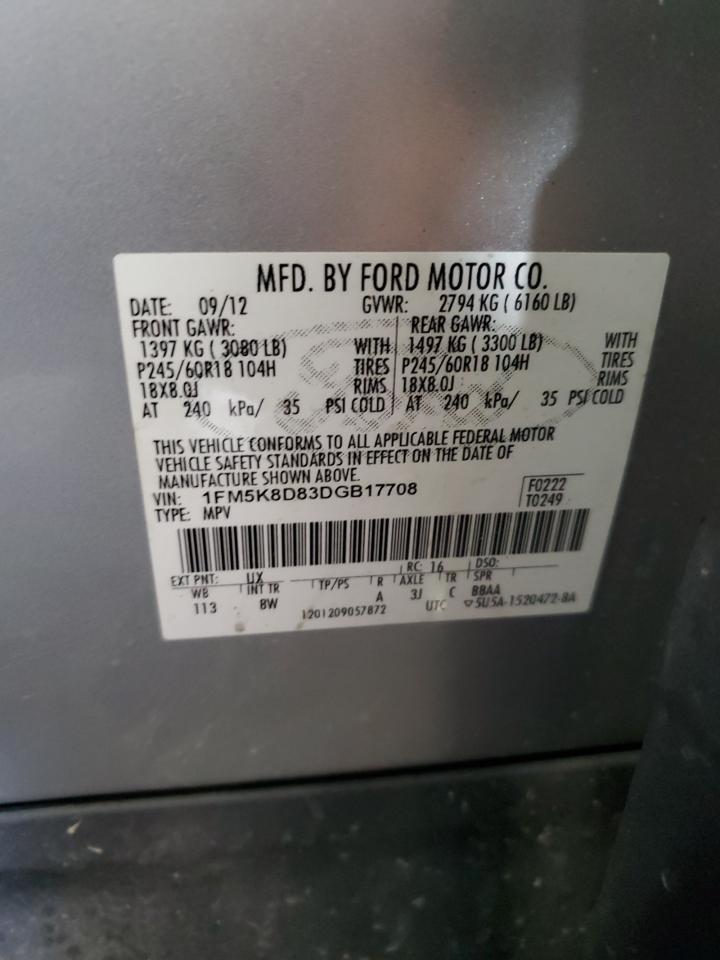 MFD. BY FORD MOTOR CO.
DATE: 09/12 GVWR: 2794 KG ( 6160 LB)
FRONT GAWR: REAR GAWR:
1397 KG ( 3080 LB) WITH 1497 KG ( 3300 LB) WITH
P245/60R18 104H TIRES P245/60R18 104H TIRES
18X8.0J RIMS 18X8.0J RIMS
AT 240 kPa/ 35 PSI COLD AT 240 kPa/ 35 PSI COLD
THIS VEHICLE CONFORMS TO ALL APPLICABLE FEDERAL MOTOR
VEHICLE SAFETY STANDARDS IN EFFECT ON THE DATE OF
MANUFACTURE SHOWN ABOVE.
VIN: 1FM5K8D83DGB17708 F0222
TYPE: MPV T0249
EXT PNT: UX RC: 16 DSO:
WB INT TR TP/PS R AXLE TR SPR
113 8W A 3J C BBAA
1201209057872 UTC ▽5U5A-1520472-BA